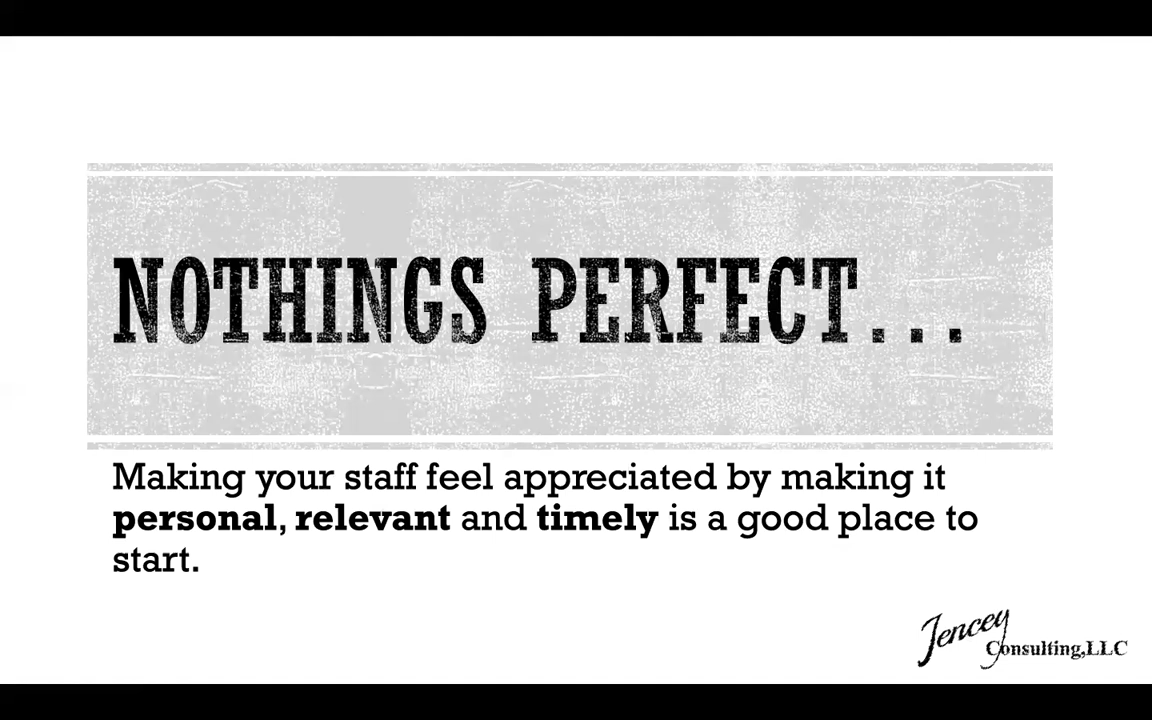 NOTHINGS PERFECT...
Making your staff feel appreciated by making it
personal, relevant and timely is a good place to
start.
Jencey
Consulting,LLC